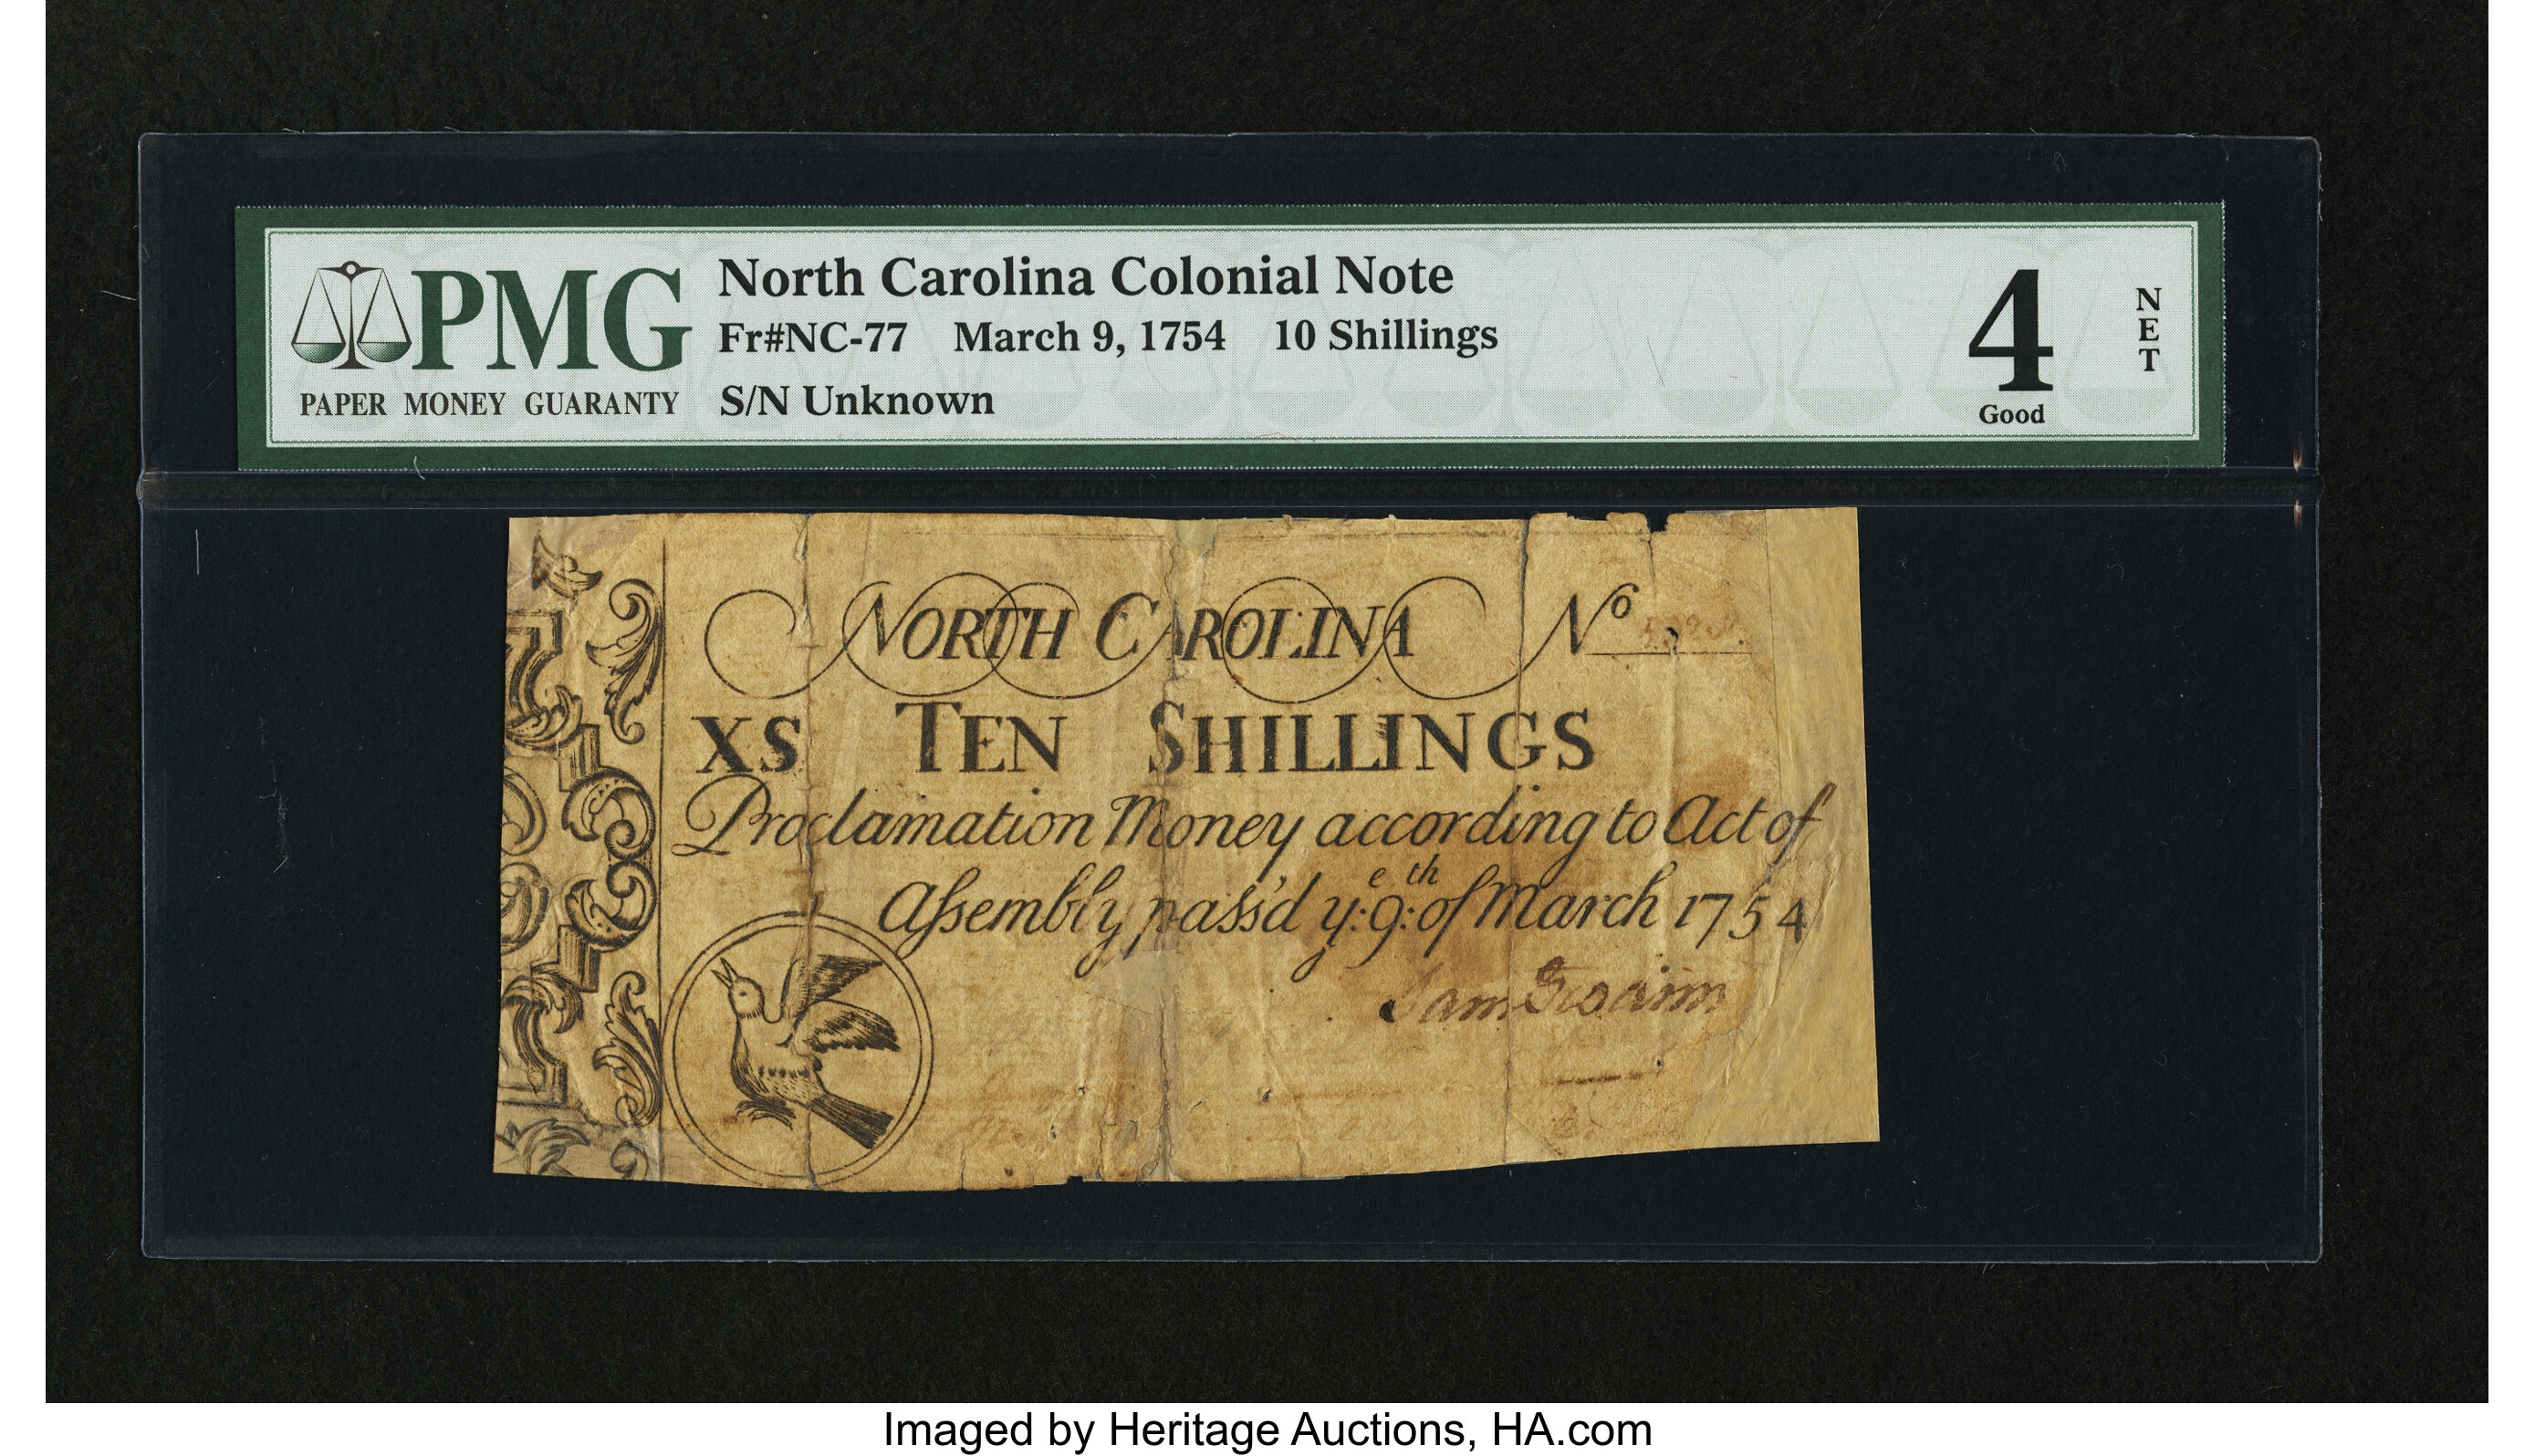 PMG
PAPER MONEY GUARANTY
North Carolina Colonial Note
Fr#NC-77 March 9, 1754 10 Shillings
S/N Unknown
4
Good
NET
NORTH CAROLINA Nº
XS TEN SHILLINGS
Proclamation Money according to Act of
Aſsembly paſs'd yᵉ: 9ᵗʰ: of March 1754
Sam
Imaged by Heritage Auctions, HA.com